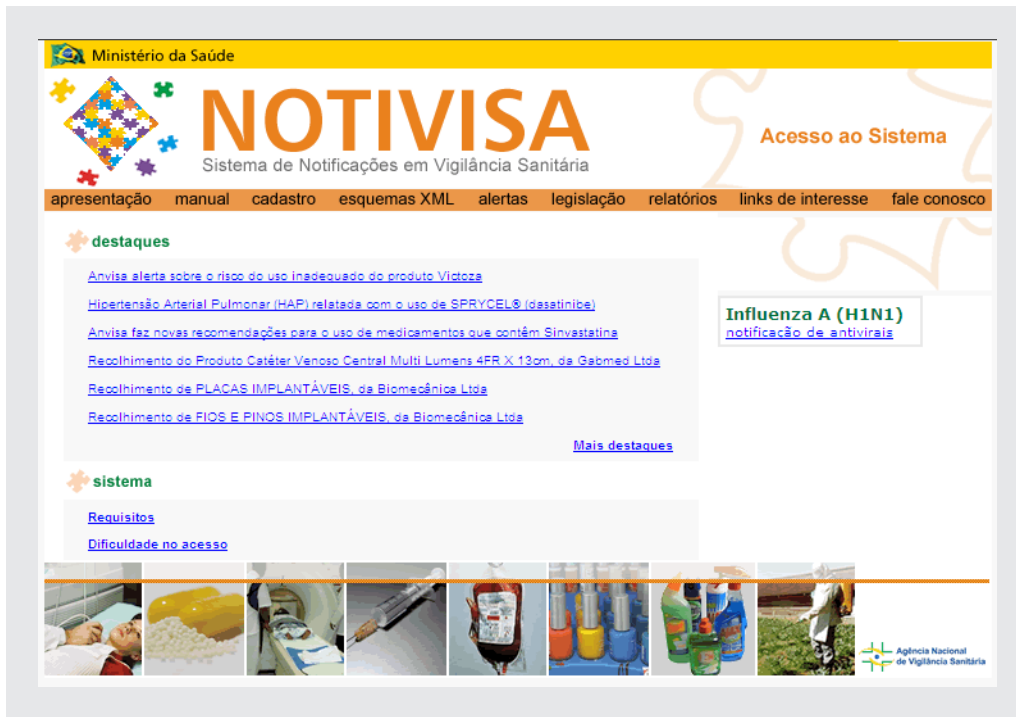 Ministério da Saúde
NOTIVISA
Sistema de Notificações em Vigilância Sanitária
Acesso ao Sistema
apresentação manual cadastro esquemas XML alertas legislação relatórios links de interesse fale conosco
destaques
Anvisa alerta sobre o risco do uso inadequado do produto Victoza
Hipertensão Arterial Pulmonar (HAP) relatada com o uso de SPRYCEL® (dasatinibe)
Anvisa faz novas recomendações para o uso de medicamentos que contêm Sinvastatina
Recolhimento do Produto Catéter Venoso Central Multi Lumens 4FR X 13cm, da Gabmed Ltda
Recolhimento de PLACAS IMPLANTÁVEIS, da Biomecânica Ltda
Recolhimento de FIOS E PINOS IMPLANTÁVEIS, da Biomecânica Ltda
Mais destaques
Influenza A (H1N1)
notificação de antivirais
sistema
Requisitos
Dificuldade no acesso
Agência Nacional
de Vigilância Sanitária